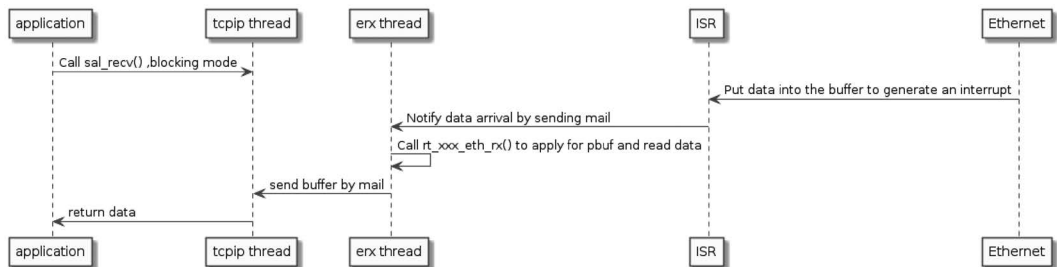 application
tcpip thread
erx thread
ISR
Ethernet
Call sal_recv() ,blocking mode
Put data into the buffer to generate an interrupt
Notify data arrival by sending mail
Call rt_xxx_eth_rx() to apply for pbuf and read data
send buffer by mail
return data
application
tcpip thread
erx thread
ISR
Ethernet